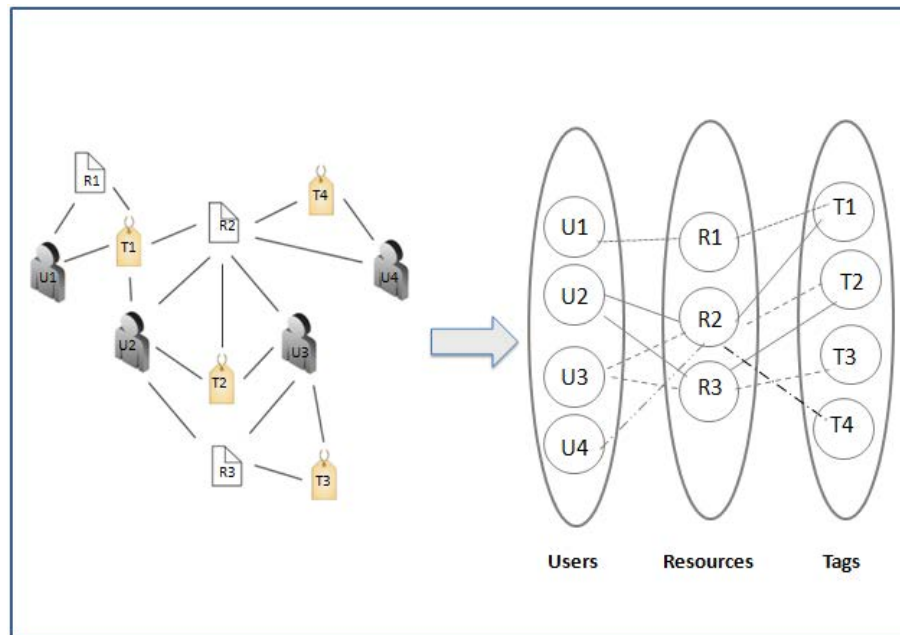 R1
T1
U1
R2
T4
U4
U2
T2
U3
R3
T3
U1
U2
U3
U4
R1
R2
R3
T1
T2
T3
T4
Users
Resources
Tags